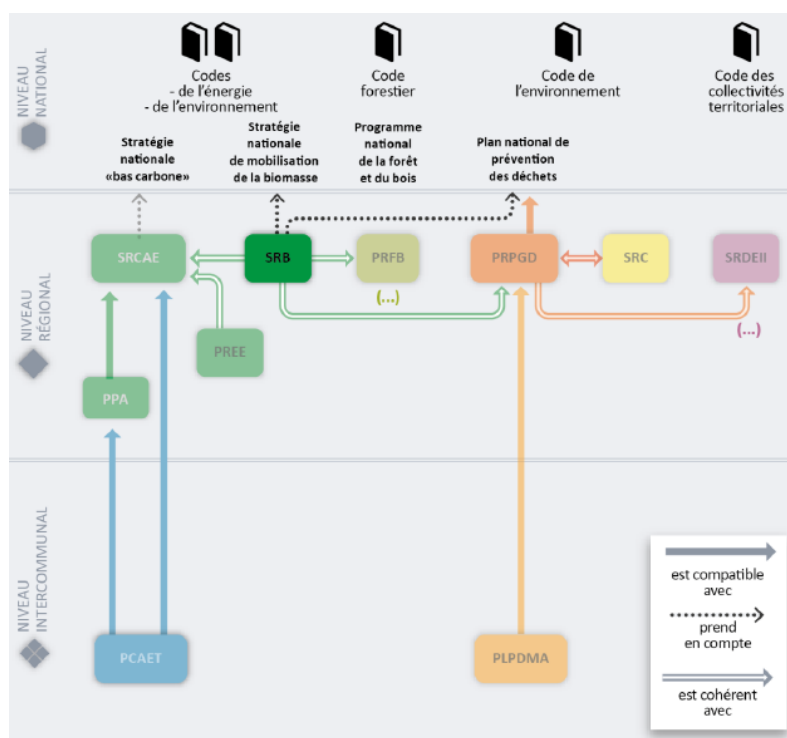 NIVEAU
NATIONAL
Codes
- de l'énergie
- de l'environnement
Code
forestier
Code de
l'environnement
Code des
collectivités
territoriales
Stratégie
nationale
«bas carbone»
Stratégie
nationale
de mobilisation
de la biomasse
Programme
national
de la forêt
et du bois
Plan national de
prévention
des déchets
NIVEAU
RÉGIONAL
SRCAE
SRB
PRFB
(...)
PRPGD
SRC
SRDEII
(...)
PREE
PPA
NIVEAU
INTERCOMMUNAL
PCAET
PLPDMA
est compatible
avec
prend
en compte
est cohérent
avec